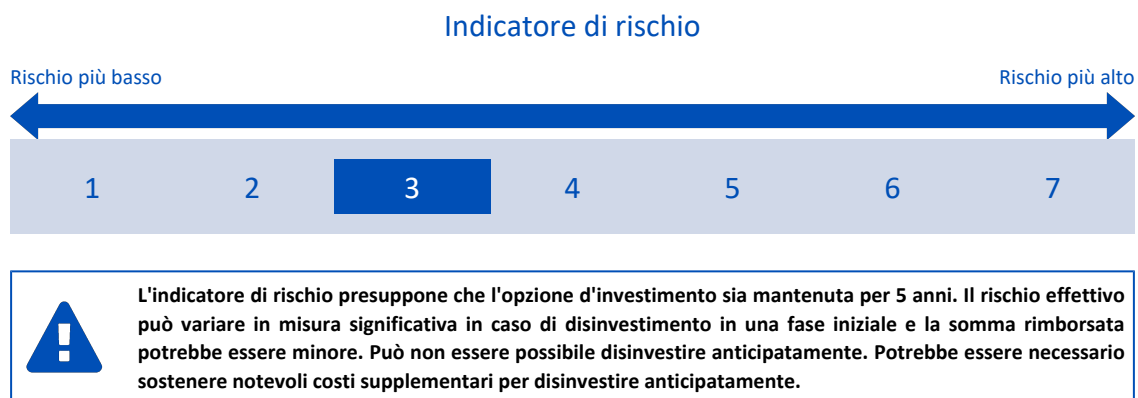 Indicatore di rischio
Rischio più basso
Rischio più alto
1 2 3 4 5 6 7
L'indicatore di rischio presuppone che l'opzione d'investimento sia mantenuta per 5 anni. Il rischio effettivo
può variare in misura significativa in caso di disinvestimento in una fase iniziale e la somma rimborsata
potrebbe essere minore. Può non essere possibile disinvestire anticipatamente. Potrebbe essere necessario
sostenere notevoli costi supplementari per disinvestire anticipatamente.